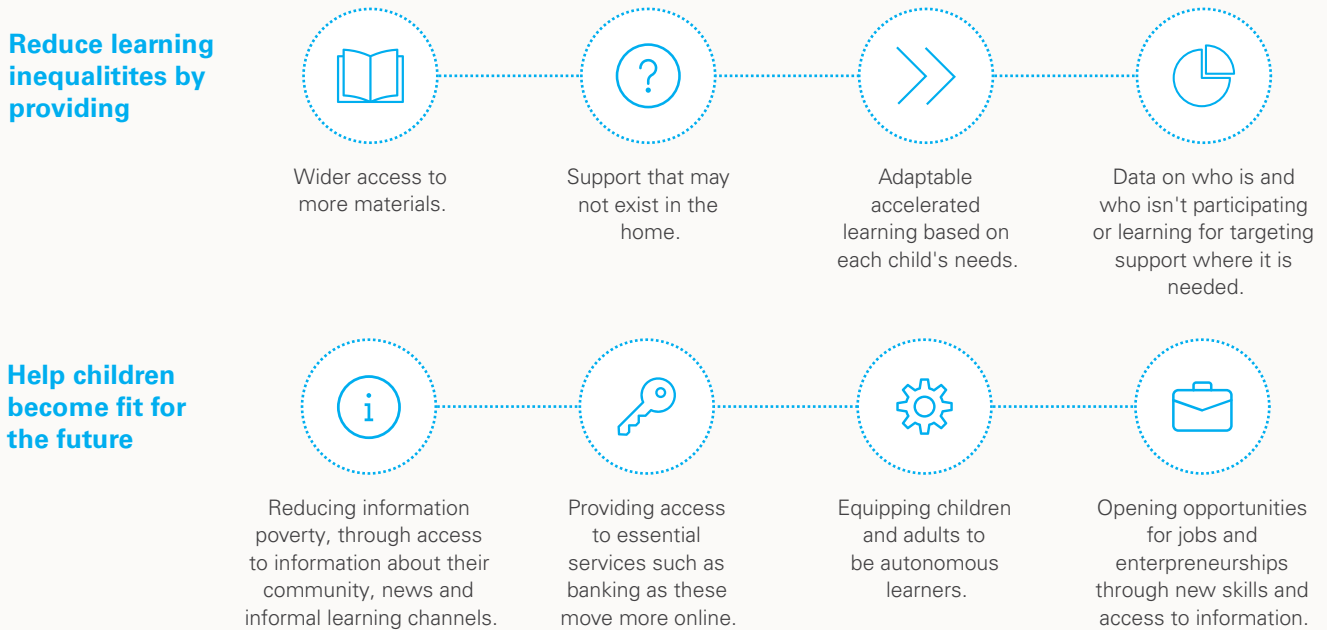 Reduce learning
inequalitites by
providing
Wider access to
more materials.
?
Support that may
not exist in the
home.
Adaptable
accelerated
learning based on
each child's needs.
Data on who is and
who isn't participating
or learning for targeting
support where it is
needed.
Help children
become fit for
the future
i
Reducing information
poverty, through access
to information about their
community, news and
informal learning channels.
Providing access
to essential
services such as
banking as these
move more online.
Equipping children
and adults to
be autonomous
learners.
Opening opportunities
for jobs and
enterpreneurships
through new skills and
access to information.